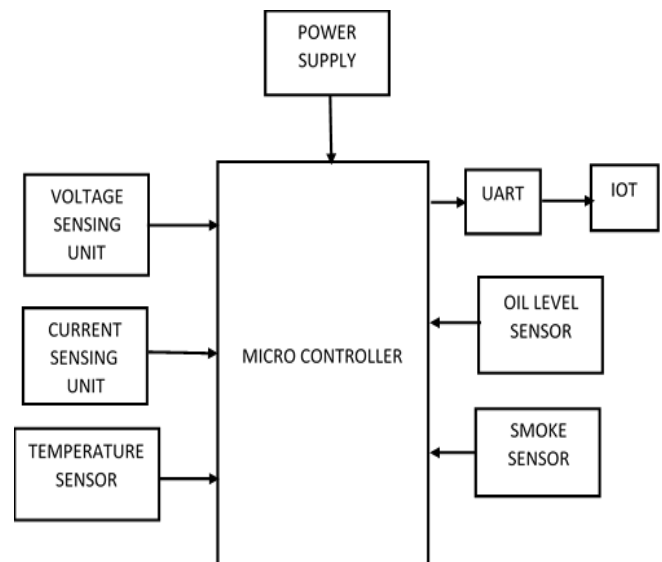 POWER
SUPPLY
VOLTAGE
SENSING
UNIT
UART
IOT
CURRENT
SENSING
UNIT
MICRO CONTROLLER
OIL LEVEL
SENSOR
TEMPERATURE
SENSOR
SMOKE
SENSOR